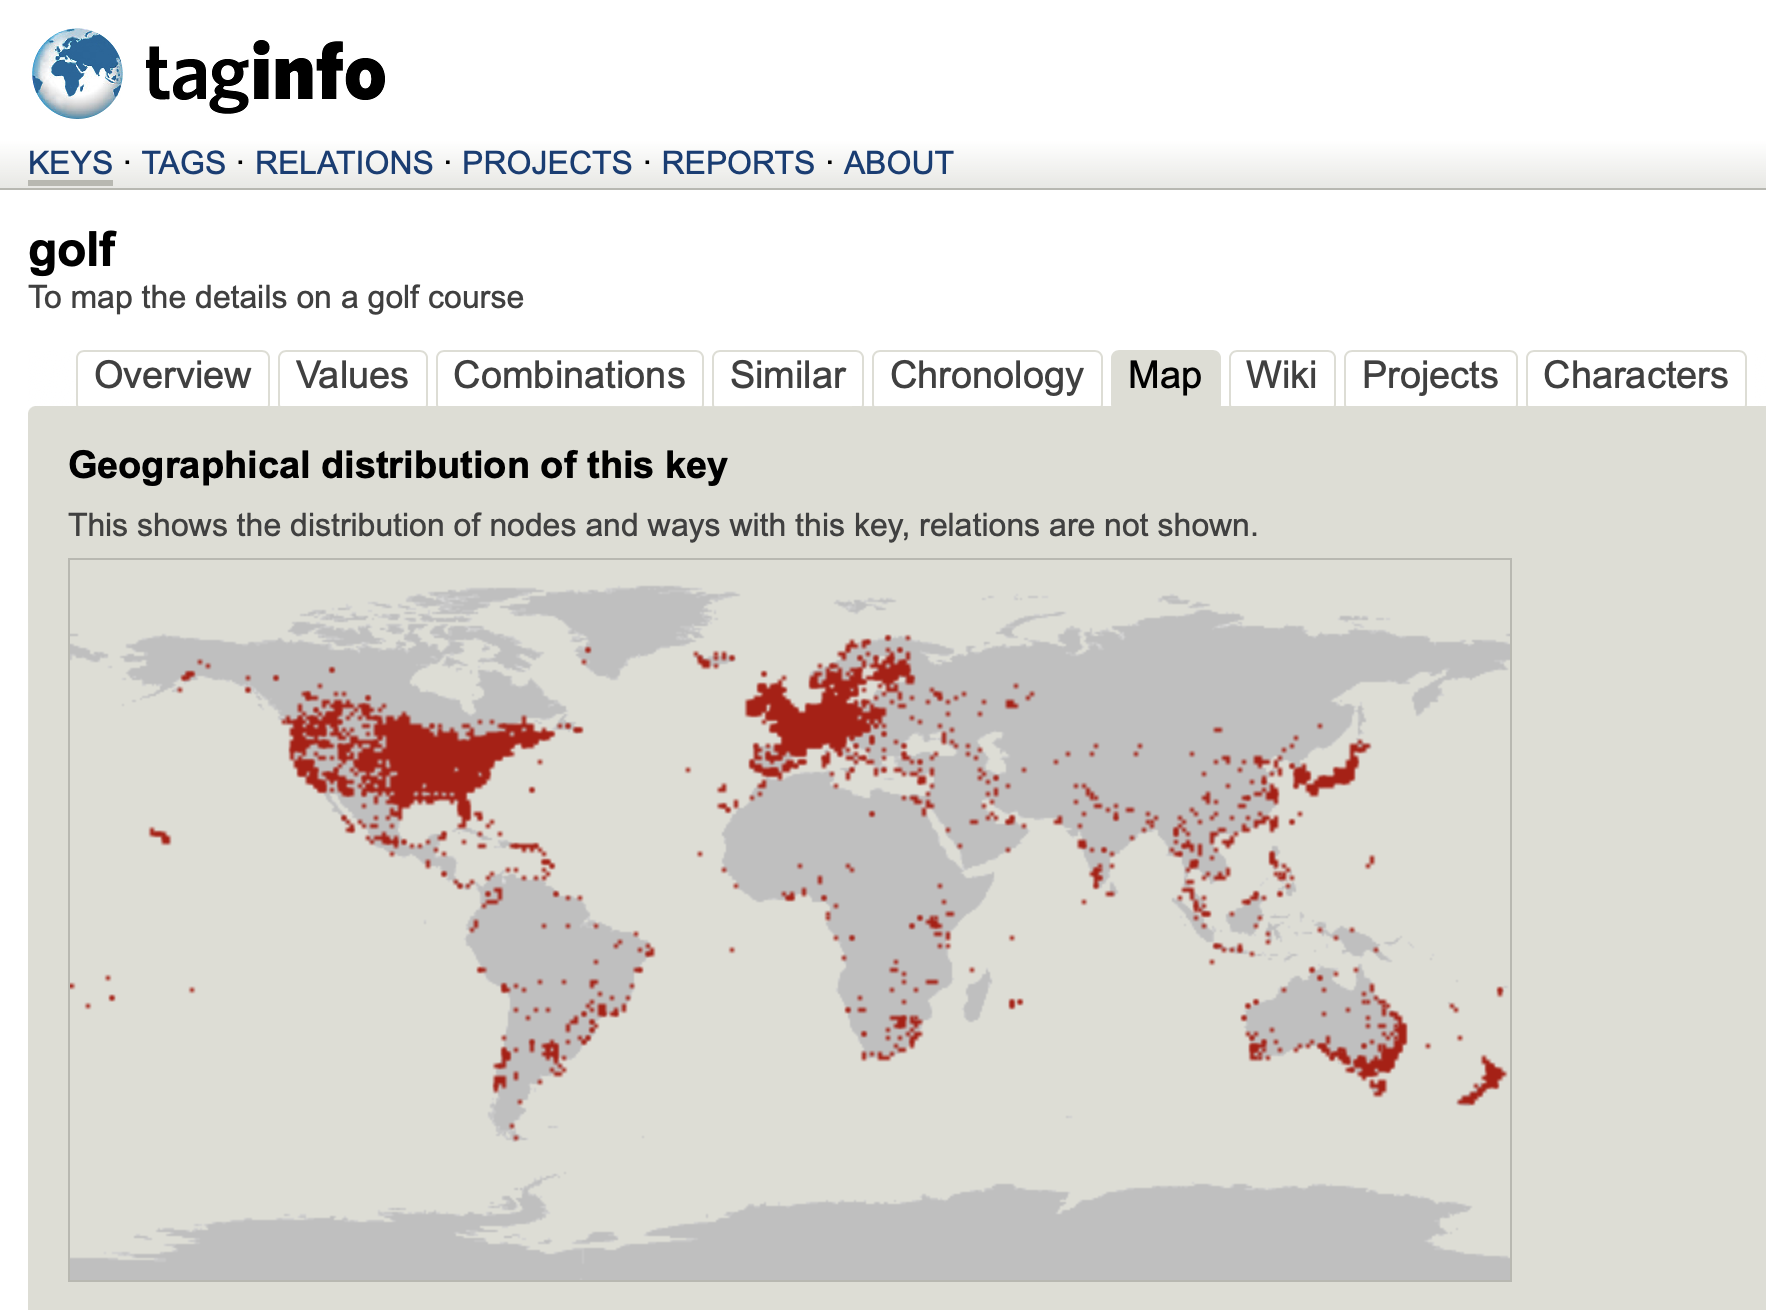 taginfo
KEYS · TAGS · RELATIONS · PROJECTS · REPORTS · ABOUT
golf
To map the details on a golf course
Overview Values Combinations Similar Chronology Map Wiki Projects Characters
Geographical distribution of this key
This shows the distribution of nodes and ways with this key, relations are not shown.